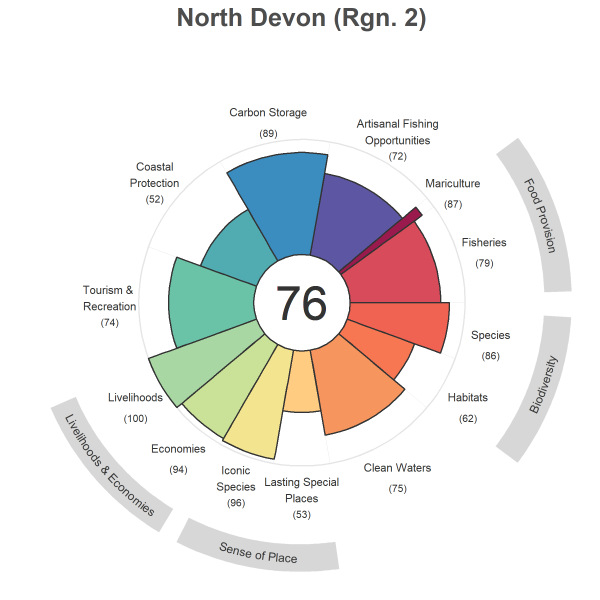 North Devon (Rgn. 2)
Carbon Storage
(89)
Artisanal Fishing
Opportunities
(72)
Mariculture
(87)
Fisheries
(79)
Food Provision
Species
(86)
Habitats
(62)
Biodiversity
Clean Waters
(75)
Lasting Special
Places
(53)
Iconic
Species
(96)
Sense of Place
Economies
(94)
Livelihoods
(100)
Livelihoods & Economies
Tourism &
Recreation
(74)
Coastal
Protection
(52)
76